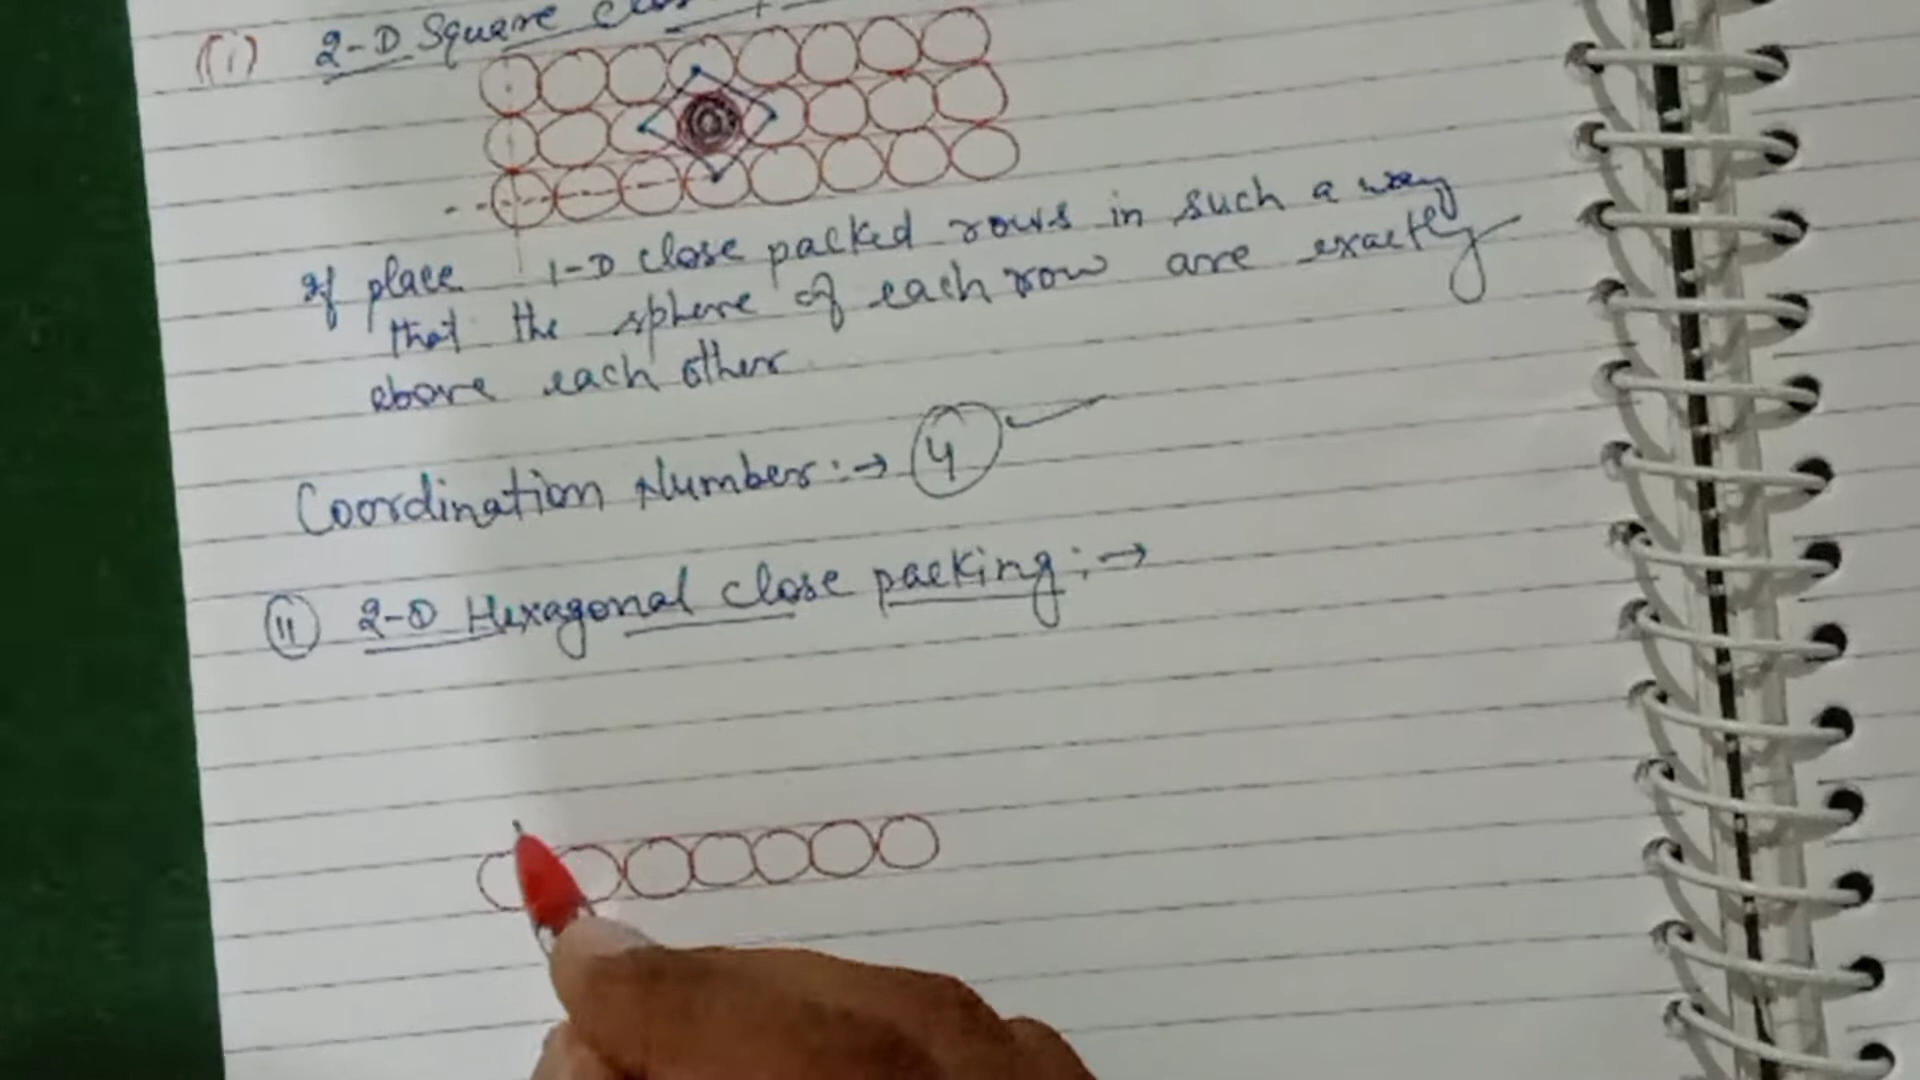 (i) 2-D Square
If place 1-D close packed rows in such a way
that the sphere of each row are exactly
above each other
Coordination Number :→ 4
(ii) 2-D Hexagonal close packing :→